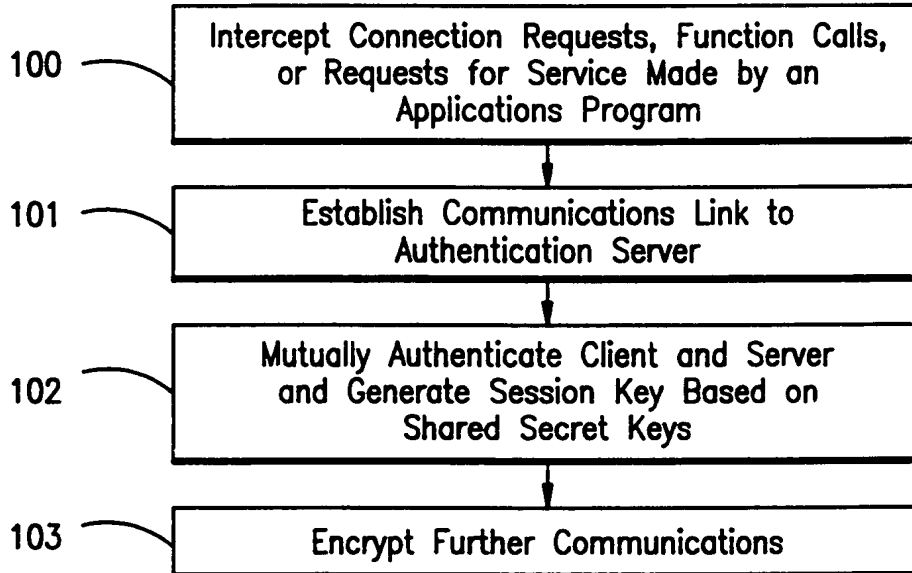 100
Intercept Connection Requests, Function Calls,
or Requests for Service Made by an
Applications Program
101
Establish Communications Link to
Authentication Server
102
Mutually Authenticate Client and Server
and Generate Session Key Based on
Shared Secret Keys
103
Encrypt Further Communications